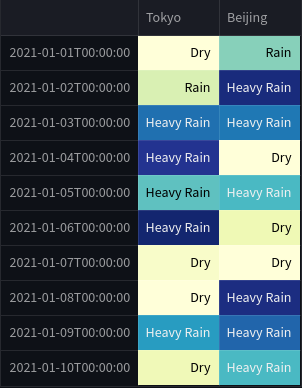 Tokyo Beijing
2021-01-01T00:00:00 Dry Rain
2021-01-02T00:00:00 Rain Heavy Rain
2021-01-03T00:00:00 Heavy Rain Heavy Rain
2021-01-04T00:00:00 Heavy Rain Dry
2021-01-05T00:00:00 Heavy Rain Heavy Rain
2021-01-06T00:00:00 Heavy Rain Dry
2021-01-07T00:00:00 Dry Dry
2021-01-08T00:00:00 Dry Heavy Rain
2021-01-09T00:00:00 Heavy Rain Heavy Rain
2021-01-10T00:00:00 Dry Heavy Rain